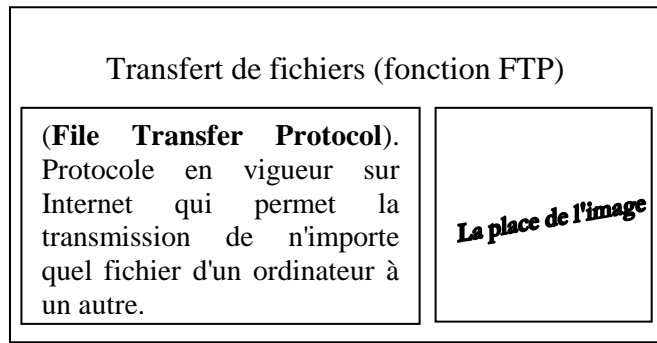 Transfert de fichiers (fonction FTP)
(File Transfer Protocol).
Protocole en vigueur sur
Internet qui permet la
transmission de n'importe
quel fichier d'un ordinateur à
un autre.
La place de l'image